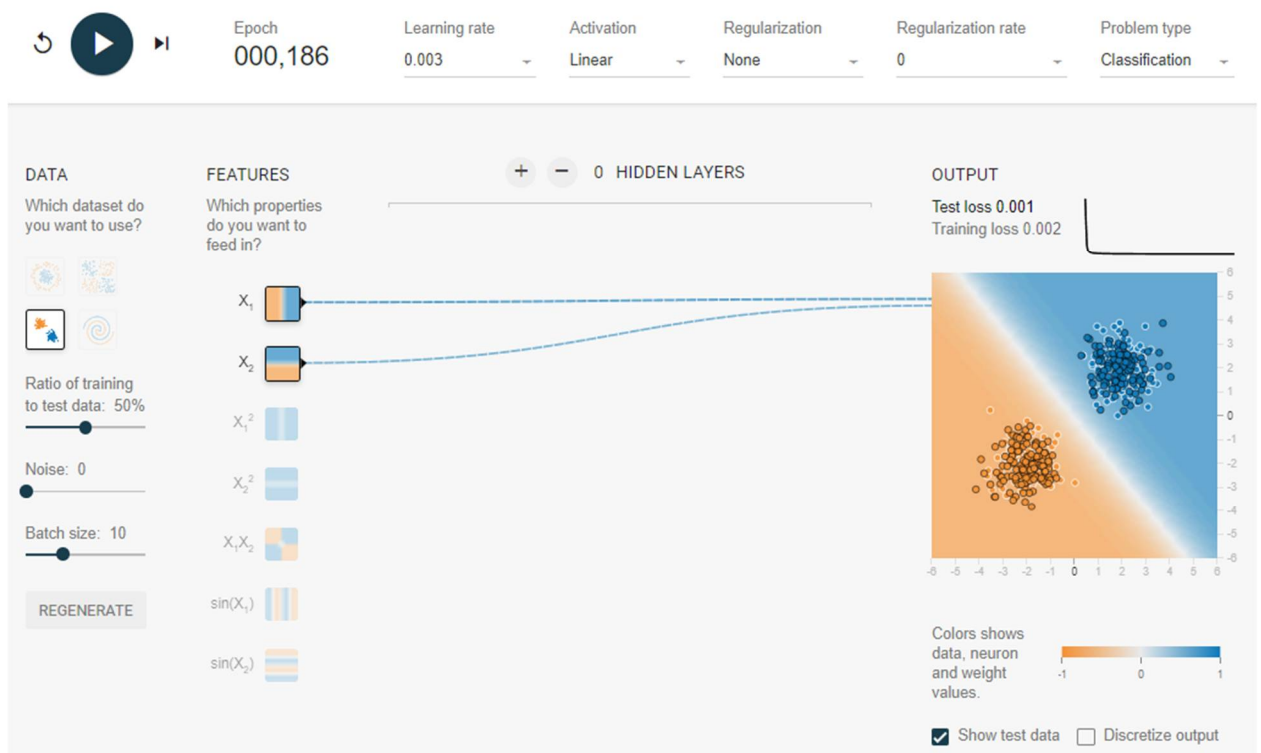 Epoch
000,186
Learning rate
0.003
Activation
Linear
Regularization
None
Regularization rate
0
Problem type
Classification
DATA
Which dataset do
you want to use?
Ratio of training
to test data: 50%
Noise: 0
Batch size: 10
REGENERATE
FEATURES
Which properties
do you want to
feed in?
X₁
X₂
X₁²
X₂²
X₁X₂
sin(X₁)
sin(X₂)
+ − 0 HIDDEN LAYERS
OUTPUT
Test loss 0.001
Training loss 0.002
6
5
4
3
2
1
0
-1
-2
-3
-4
-5
-6
-6 -5 -4 -3 -2 -1 0 1 2 3 4 5 6
Colors shows
data, neuron
and weight
values.
-1 0 1
Show test data
Discretize output